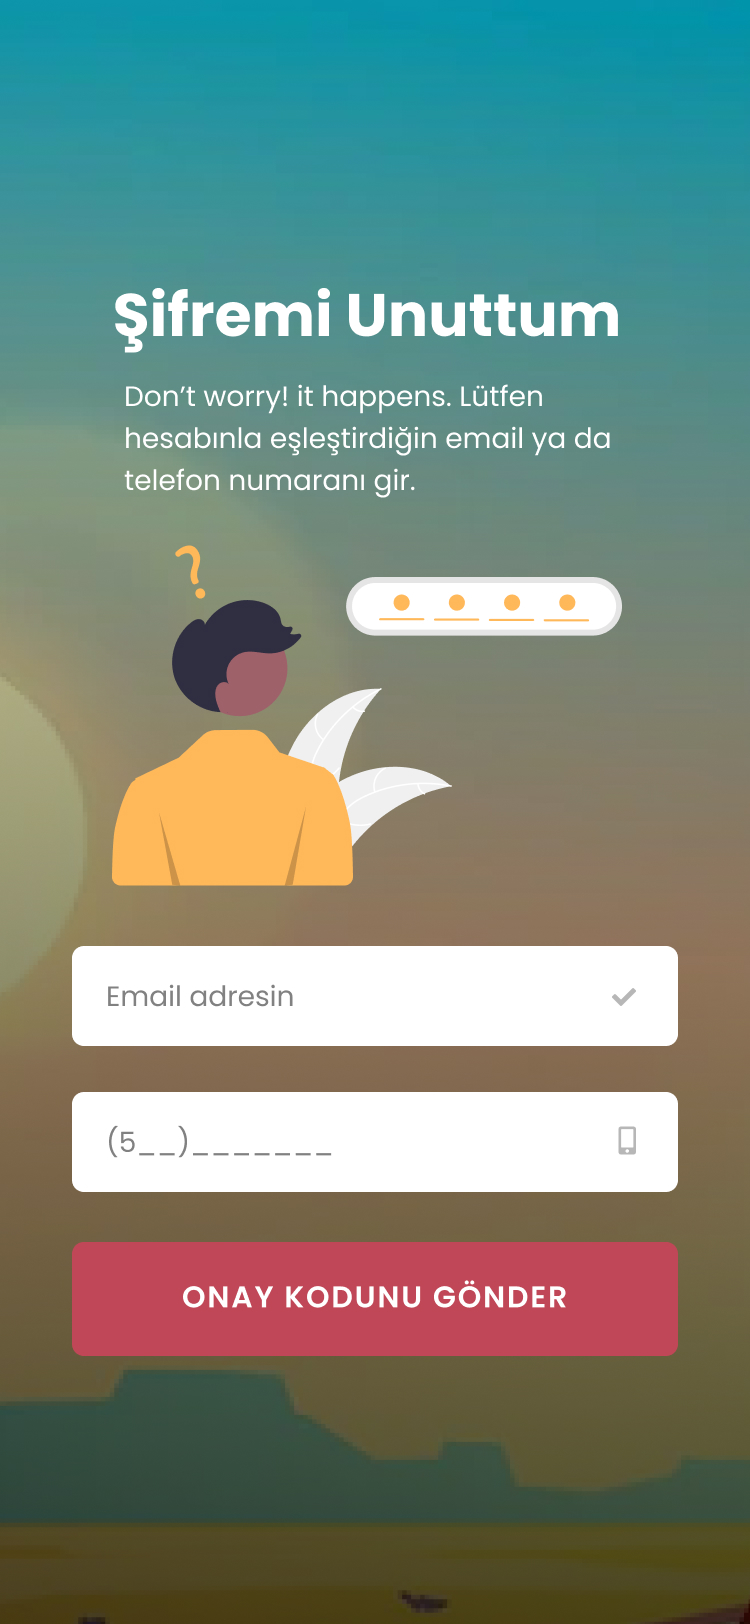 Şifremi Unuttum
Don’t worry! it happens. Lütfen
hesabınla eşleştirdiğin email ya da
telefon numaranı gir.
?
Email adresin
(5__)_______
ONAY KODUNU GÖNDER